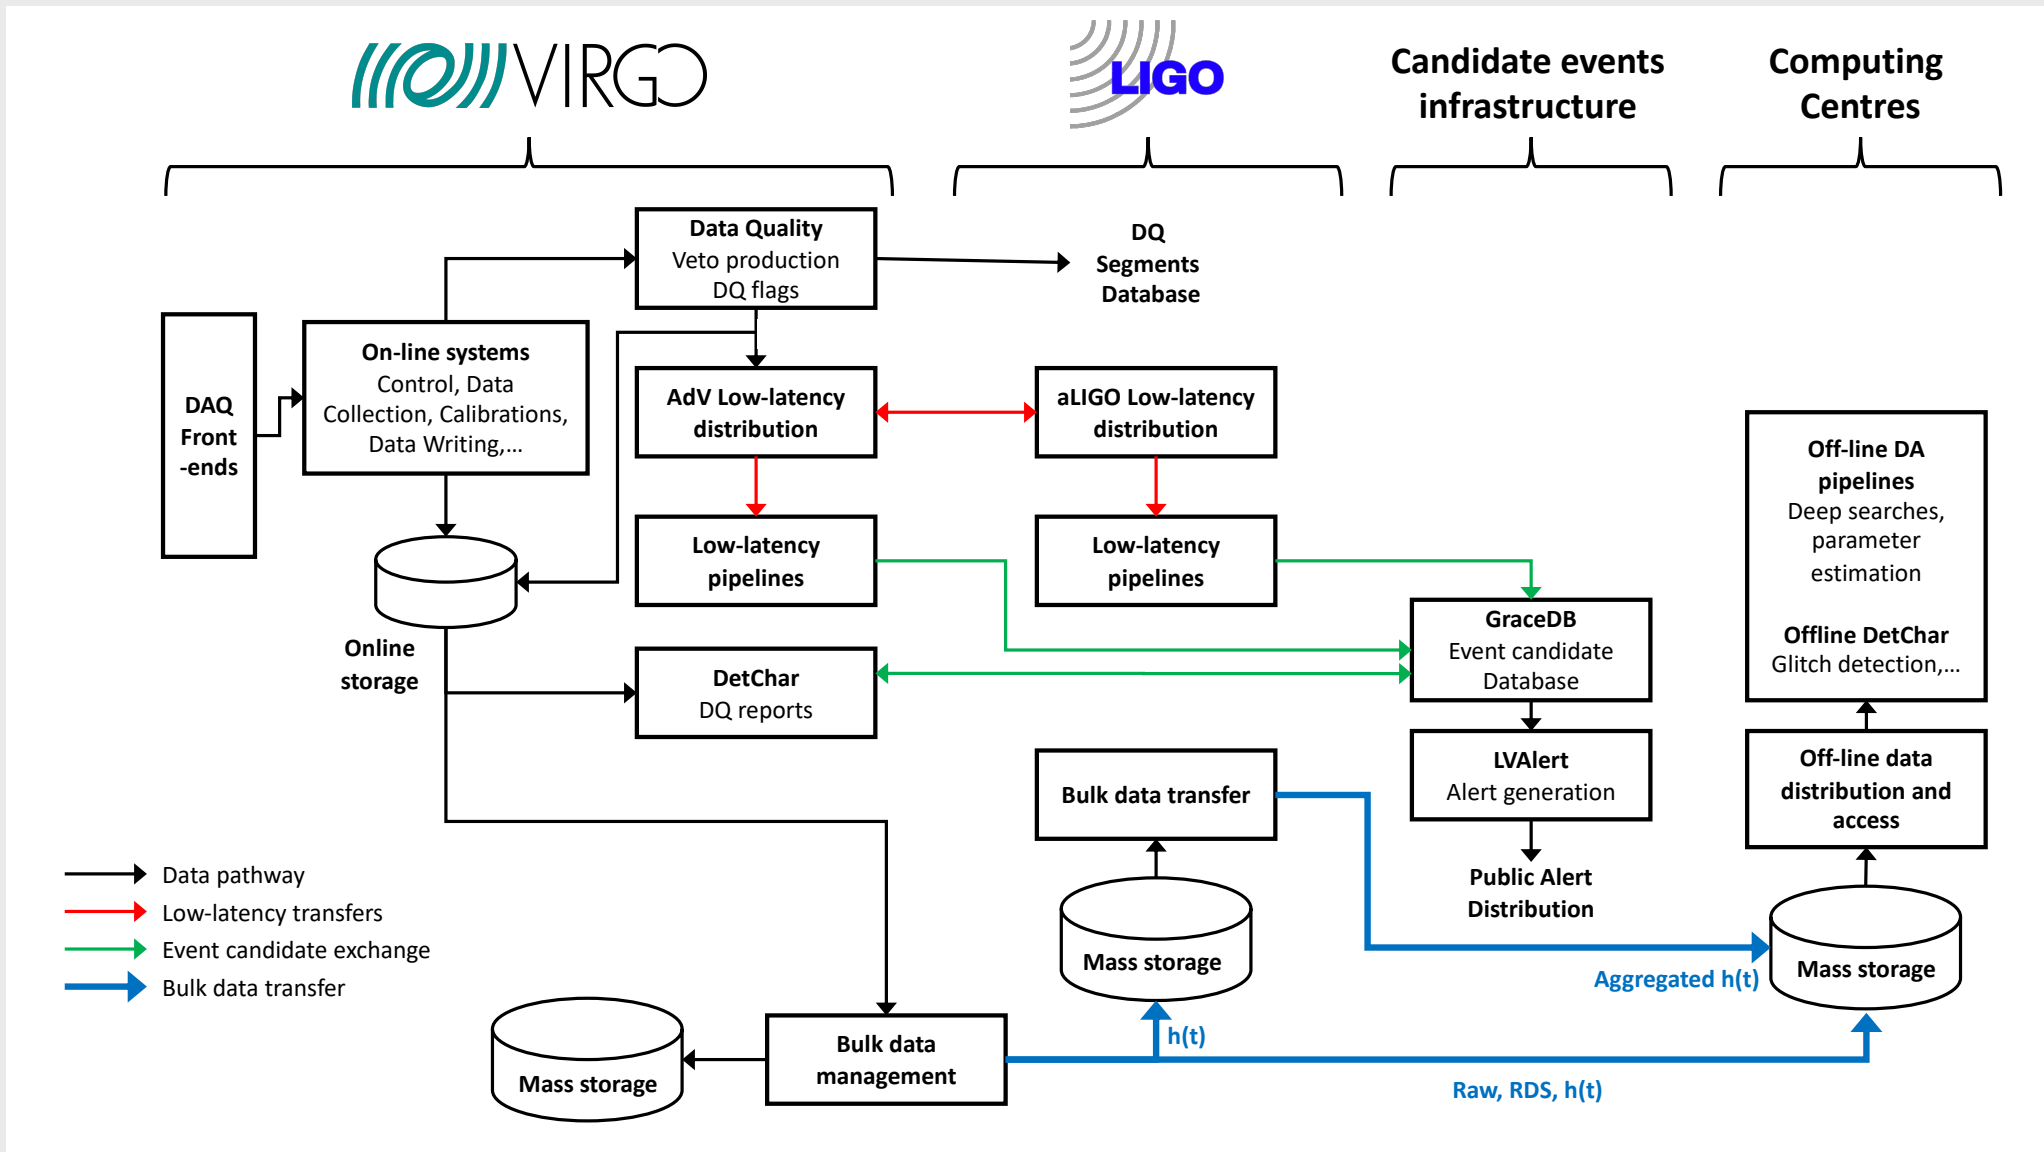 VIRGO
LIGO
Candidate events
infrastructure
Computing
Centres
Data Quality
Veto production
DQ flags
DQ
Segments
Database
DAQ
Front
-ends
On-line systems
Control, Data
Collection, Calibrations,
Data Writing,...
AdV Low-latency
distribution
aLIGO Low-latency
distribution
Low-latency
pipelines
Low-latency
pipelines
Off-line DA
pipelines
Deep searches,
parameter
estimation
Offline DetChar
Glitch detection,...
Online
storage
DetChar
DQ reports
GraceDB
Event candidate
Database
LVAlert
Alert generation
Bulk data transfer
Off-line data
distribution and
access
Public Alert
Distribution
Data pathway
Low-latency transfers
Event candidate exchange
Bulk data transfer
Mass storage
Aggregated h(t)
Mass storage
h(t)
Bulk data
management
Mass storage
Raw, RDS, h(t)